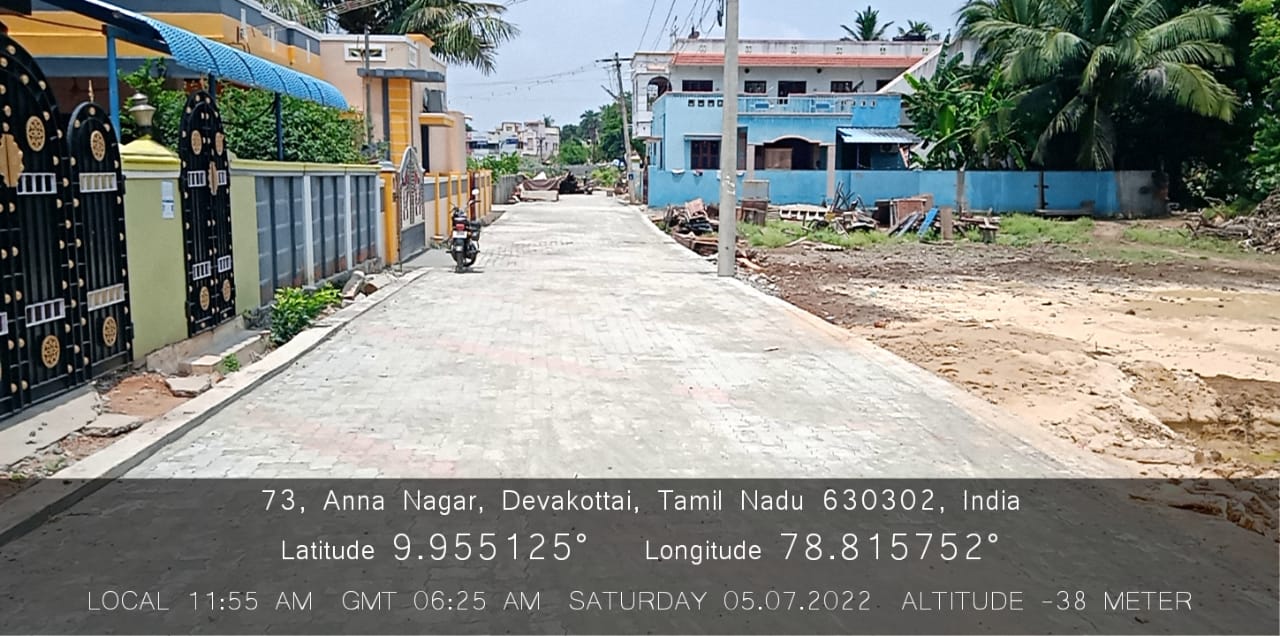 73, Anna Nagar, Devakottai, Tamil Nadu 630302, India
Latitude 9.955125° Longitude 78.815752°
LOCAL 11:55 AM GMT 06:25 AM SATURDAY 05.07.2022 ALTITUDE -38 METER